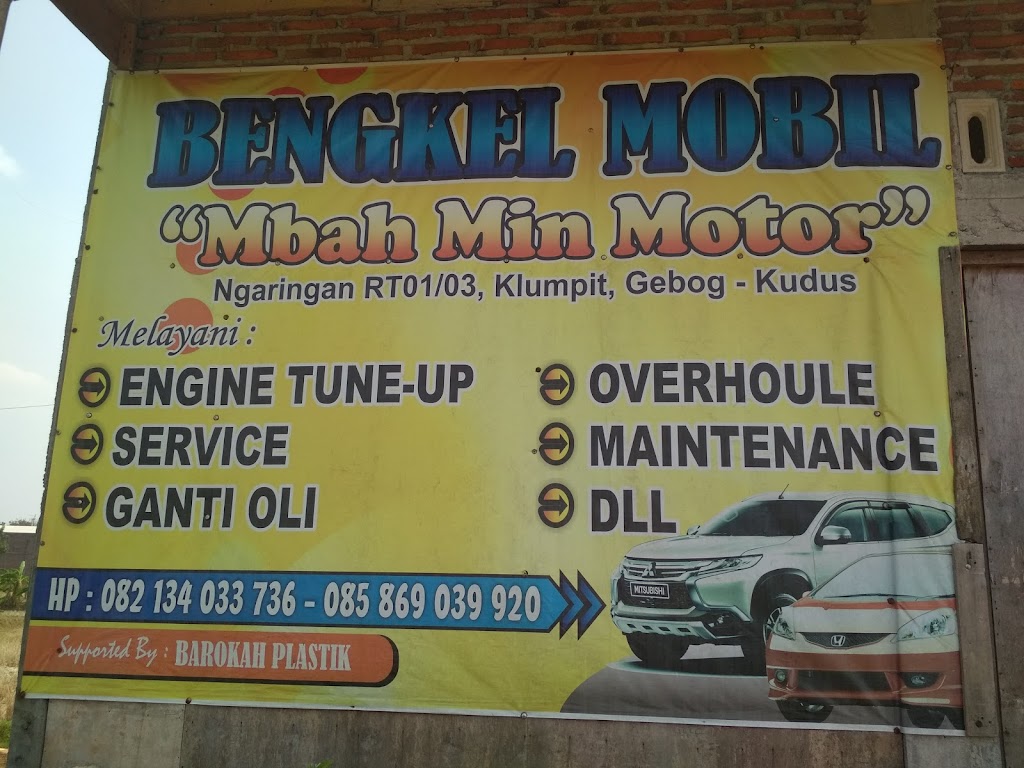 BENGKEL MOBIL
"Mbah Min Motor"
Ngaringan RT01/03, Klumpit, Gebog - Kudus
Melayani :
ENGINE TUNE-UP
SERVICE
GANTI OLI
OVERHOULE
MAINTENANCE
DLL
MITSUBISHI
HP : 082 134 033 736 - 085 869 039 920
Supported By : BAROKAH PLASTIK